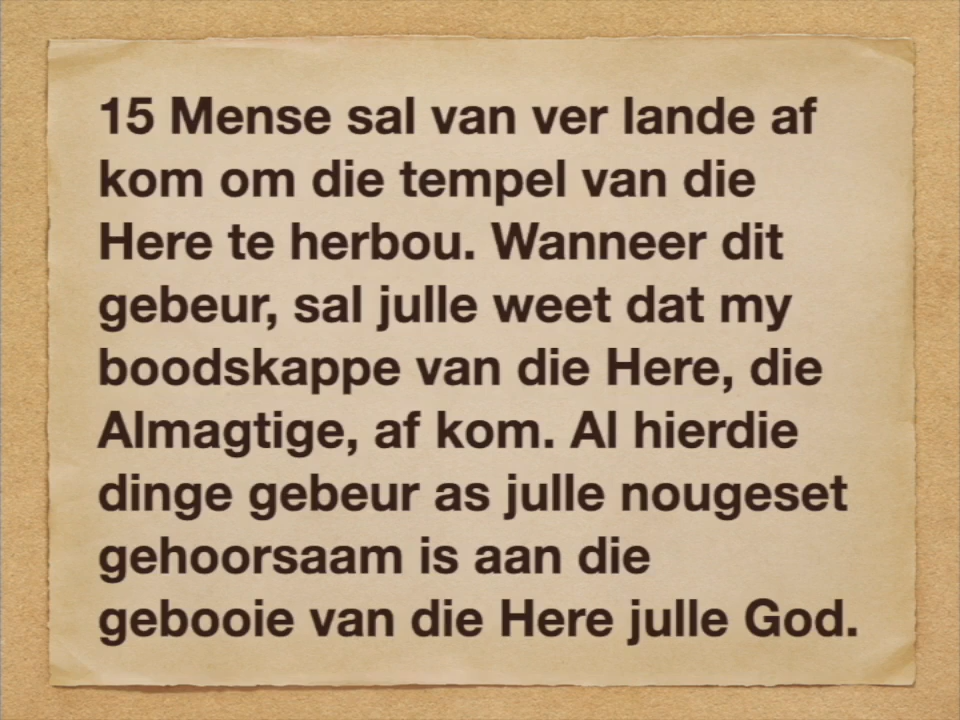 15 Mense sal van ver lande af
kom om die tempel van die
Here te herbou. Wanneer dit
gebeur, sal julle weet dat my
boodskappe van die Here, die
Almagtige, af kom. Al hierdie
dinge gebeur as julle nougeset
gehoorsaam is aan die
gebooie van die Here julle God.